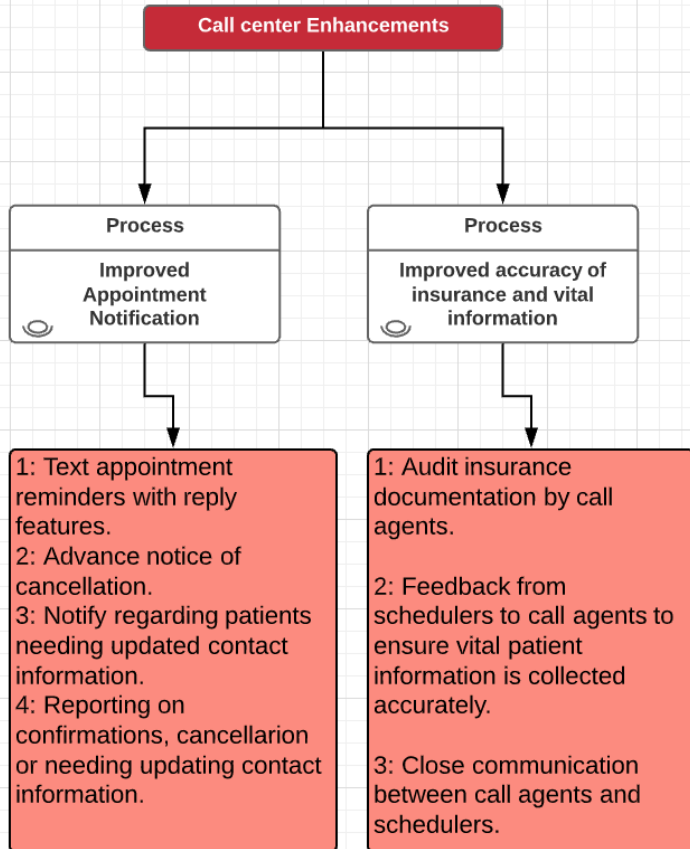 Call center Enhancements
Process
Improved
Appointment
Notification
Process
Improved accuracy of
insurance and vital
information
1: Text appointment
reminders with reply
features.
2: Advance notice of
cancellation.
3: Notify regarding patients
needing updated contact
information.
4: Reporting on
confirmations, cancellarion
or needing updating contact
information.
1: Audit insurance
documentation by call
agents.
2: Feedback from
schedulers to call agents to
ensure vital patient
information is collected
accurately.
3: Close communication
between call agents and
schedulers.